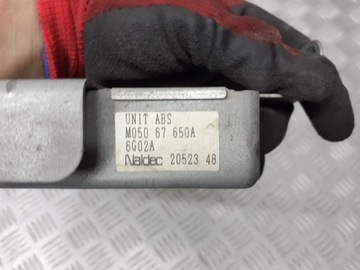 UNIT ABS
M050 67 650A
6G02A
Naldec 20523 48